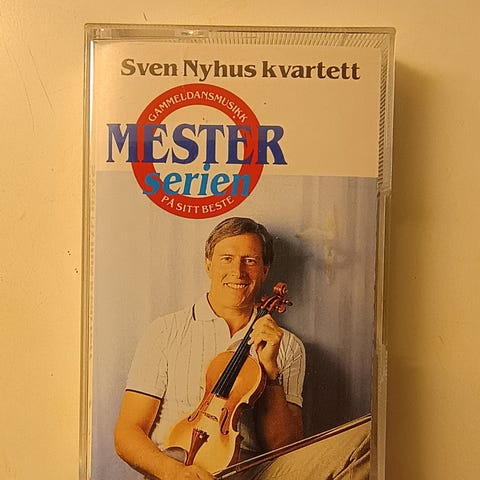 Sven Nyhus kvartett
GAMMELDANSMUSIKK
MESTER
serien
PÅ SITT BESTE